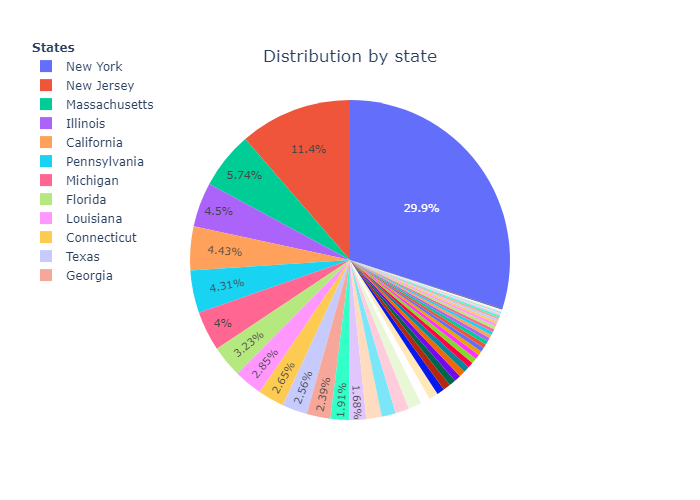 Distribution by state
States
New York
New Jersey
Massachusetts
Illinois
California
Pennsylvania
Michigan
Florida
Louisiana
Connecticut
Texas
Georgia
29.9%
11.4%
5.74%
4.5%
4.43%
4.31%
4%
3.23%
2.85%
2.65%
2.56%
2.39%
1.91%
1.68%